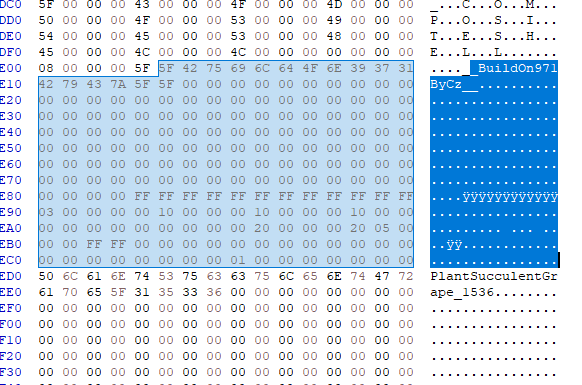 DC0 5F 00 00 00 43 00 00 00 4F 00 00 00 4D 00 00 00 _...C...O...M...
DD0 50 00 00 00 4F 00 00 00 53 00 00 00 49 00 00 00 P...O...S...I...
DE0 54 00 00 00 45 00 00 00 53 00 00 00 48 00 00 00 T...E...S...H...
DF0 45 00 00 00 4C 00 00 00 4C 00 00 00 00 00 00 00 E...L...L.......
E00 08 00 00 00 5F 5F 42 75 69 6C 64 4F 6E 39 37 31 ....__BuildOn971
E10 42 79 43 7A 5F 5F 00 00 00 00 00 00 00 00 00 00 ByCz__..........
E20 00 00 00 00 00 00 00 00 00 00 00 00 00 00 00 00 ................
E30 00 00 00 00 00 00 00 00 00 00 00 00 00 00 00 00 ................
E40 00 00 00 00 00 00 00 00 00 00 00 00 00 00 00 00 ................
E50 00 00 00 00 00 00 00 00 00 00 00 00 00 00 00 00 ................
E60 00 00 00 00 00 00 00 00 00 00 00 00 00 00 00 00 ................
E70 00 00 00 00 00 00 00 00 00 00 00 00 00 00 00 00 ................
E80 00 00 00 00 FF FF FF FF FF FF FF FF FF FF FF FF ....ÿÿÿÿÿÿÿÿÿÿÿÿ
E90 03 00 00 00 00 10 00 00 00 10 00 00 00 10 00 00 ................
EA0 00 00 00 00 00 00 00 00 00 20 00 00 00 20 05 00 ......... ... ..
EB0 00 00 FF FF 00 00 00 00 00 00 00 00 00 00 00 00 ..ÿÿ............
EC0 00 00 00 00 00 00 00 00 01 00 00 00 00 00 00 00 ................
ED0 50 6C 61 6E 74 53 75 63 63 75 6C 65 6E 74 47 72 PlantSucculentGr
EE0 61 70 65 5F 31 35 33 36 00 00 00 00 00 00 00 00 ape_1536........
EF0 00 00 00 00 00 00 00 00 00 00 00 00 00 00 00 00 ................
F00 00 00 00 00 00 00 00 00 00 00 00 00 00 00 00 00 ................
F10 00 00 00 00 00 00 00 00 00 00 00 00 00 00 00 00 ................
F20 00 00 00 00 00 00 00 00 00 00 00 00 00 00 00 00 ................
F30 00 00 00 00 00 00 00 00 00 00 00 00 00 00 00 00 ................